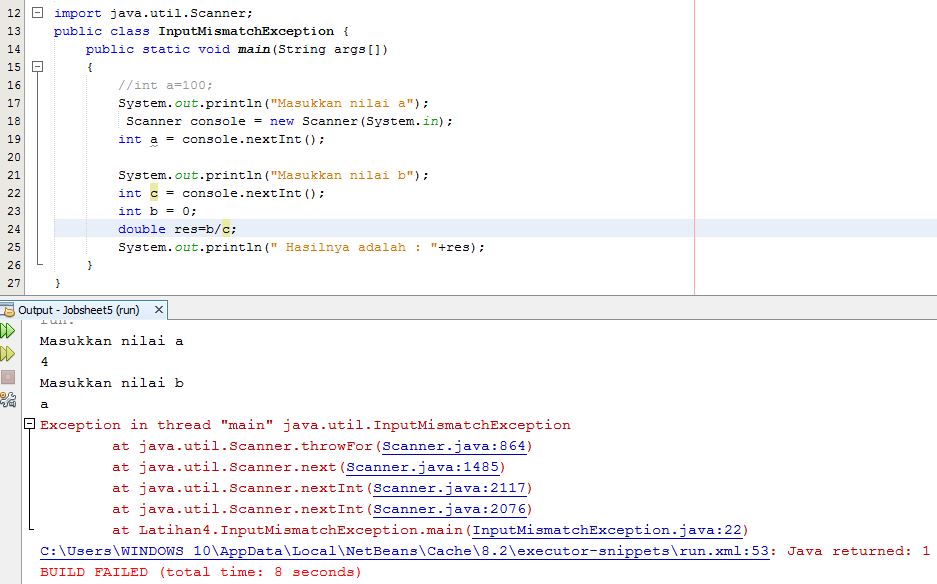 12 import java.util.Scanner;
13 public class InputMismatchException {
14 public static void main(String args[])
15 {
16 //int a=100;
17 System.out.println("Masukkan nilai a");
18 Scanner console = new Scanner(System.in);
19 int a = console.nextInt();
20
21 System.out.println("Masukkan nilai b");
22 int c = console.nextInt();
23 int b = 0;
24 double res=b/c;
25 System.out.println(" Hasilnya adalah : "+res);
26 }
27 }
Output - Jobsheet5 (run)
run:
Masukkan nilai a
4
Masukkan nilai b
a
Exception in thread "main" java.util.InputMismatchException
at java.util.Scanner.throwFor(Scanner.java:864)
at java.util.Scanner.next(Scanner.java:1485)
at java.util.Scanner.nextInt(Scanner.java:2117)
at java.util.Scanner.nextInt(Scanner.java:2076)
at Latihan4.InputMismatchException.main(InputMismatchException.java:22)
C:\Users\WINDOWS 10\AppData\Local\NetBeans\Cache\8.2\executor-snippets\run.xml:53: Java returned: 1
BUILD FAILED (total time: 8 seconds)